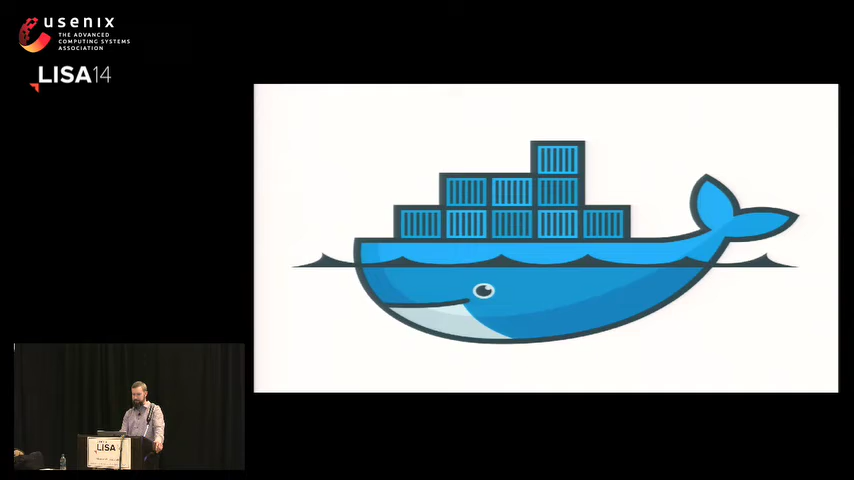 usenix
THE ADVANCED
COMPUTING SYSTEMS
ASSOCIATION
LISA14
LISA